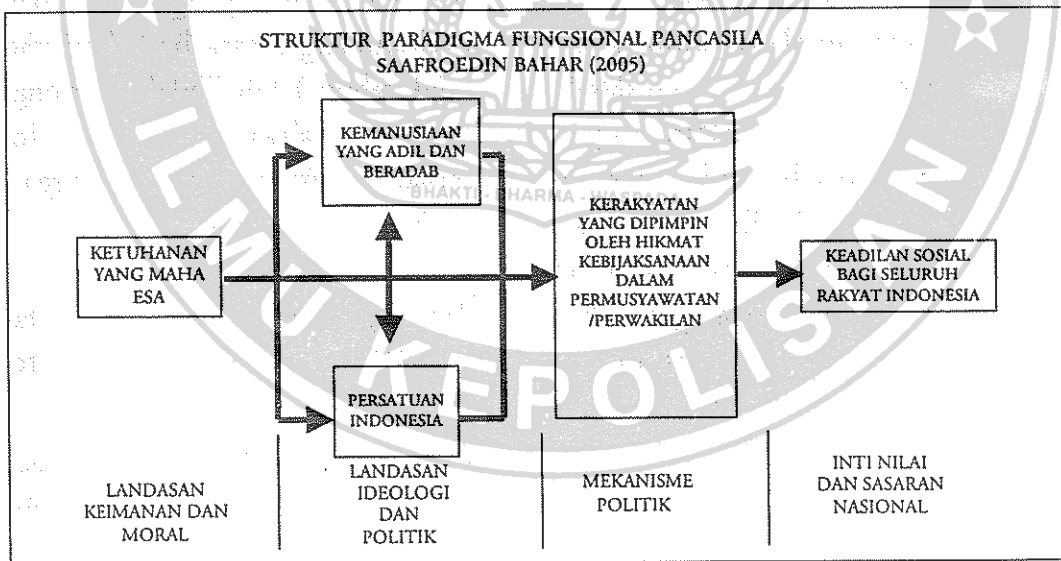 STRUKTUR PARADIGMA FUNGSIONAL PANCASILA
SAAFROEDIN BAHAR (2005)
KETUHANAN
YANG MAHA
ESA
KEMANUSIAAN
YANG ADIL DAN
BERADAB
PERSATUAN
INDONESIA
KERAKYATAN
YANG DIPIMPIN
OLEH HIKMAT
KEBIJAKSANAAN
DALAM
PERMUSYAWATAN
/PERWAKILAN
KEADILAN SOSIAL
BAGI SELURUH
RAKYAT INDONESIA
LANDASAN
KEIMANAN DAN
MORAL
LANDASAN
IDEOLOGI
DAN
POLITIK
MEKANISME
POLITIK
INTI NILAI
DAN SASARAN
NASIONAL
BHAKTI - DHARMA - WASPADA
ILMU KEPOLISIAN